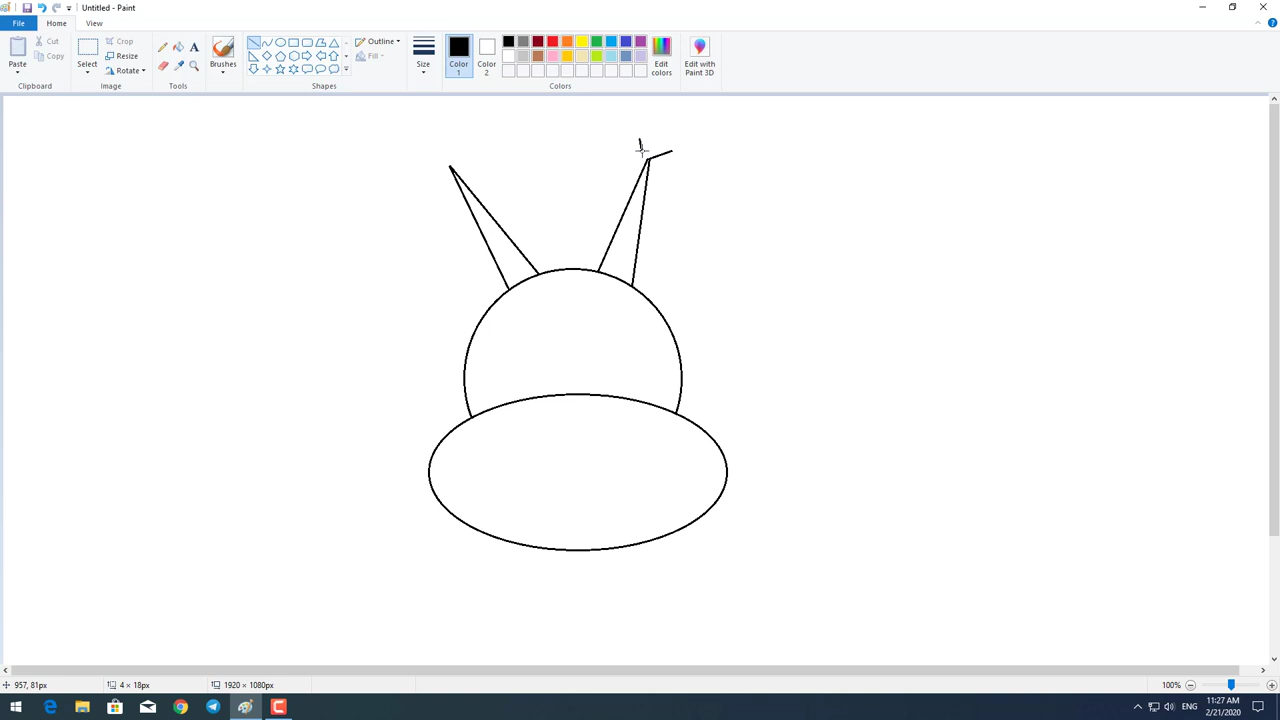 Untitled - Paint
File Home View
Paste
Cut
Copy
Clipboard
Select
Crop
Resize
Rotate
Image
A
Tools
Brushes
Outline
Fill
Shapes
Size
Color 1
Color 2
Edit colors
Colors
Edit with Paint 3D
957, 81px
4 × 18px
1920 × 1080px
100%
ENG
11:27 AM
2/21/2020